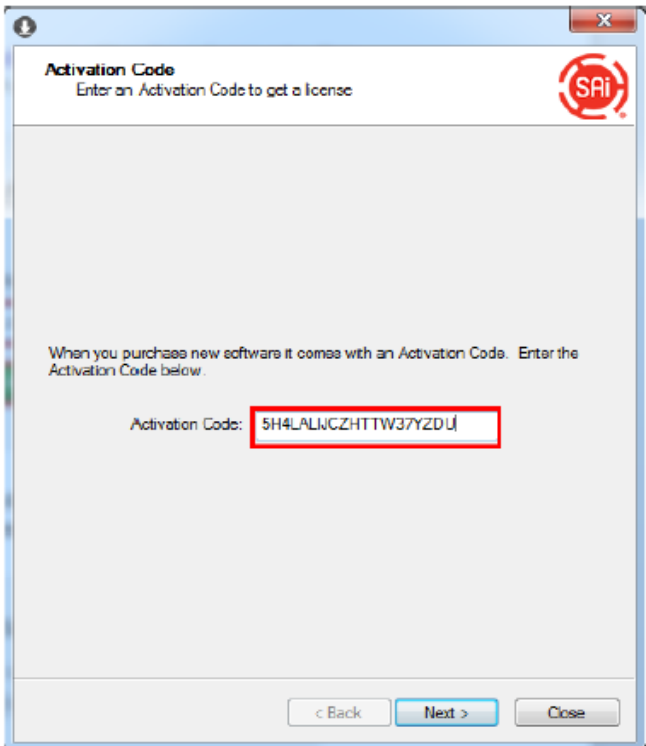 Activation Code
Enter an Activation Code to get a license
SAi
When you purchase new software it comes with an Activation Code. Enter the
Activation Code below.
Activation Code:
< Back Next > Close